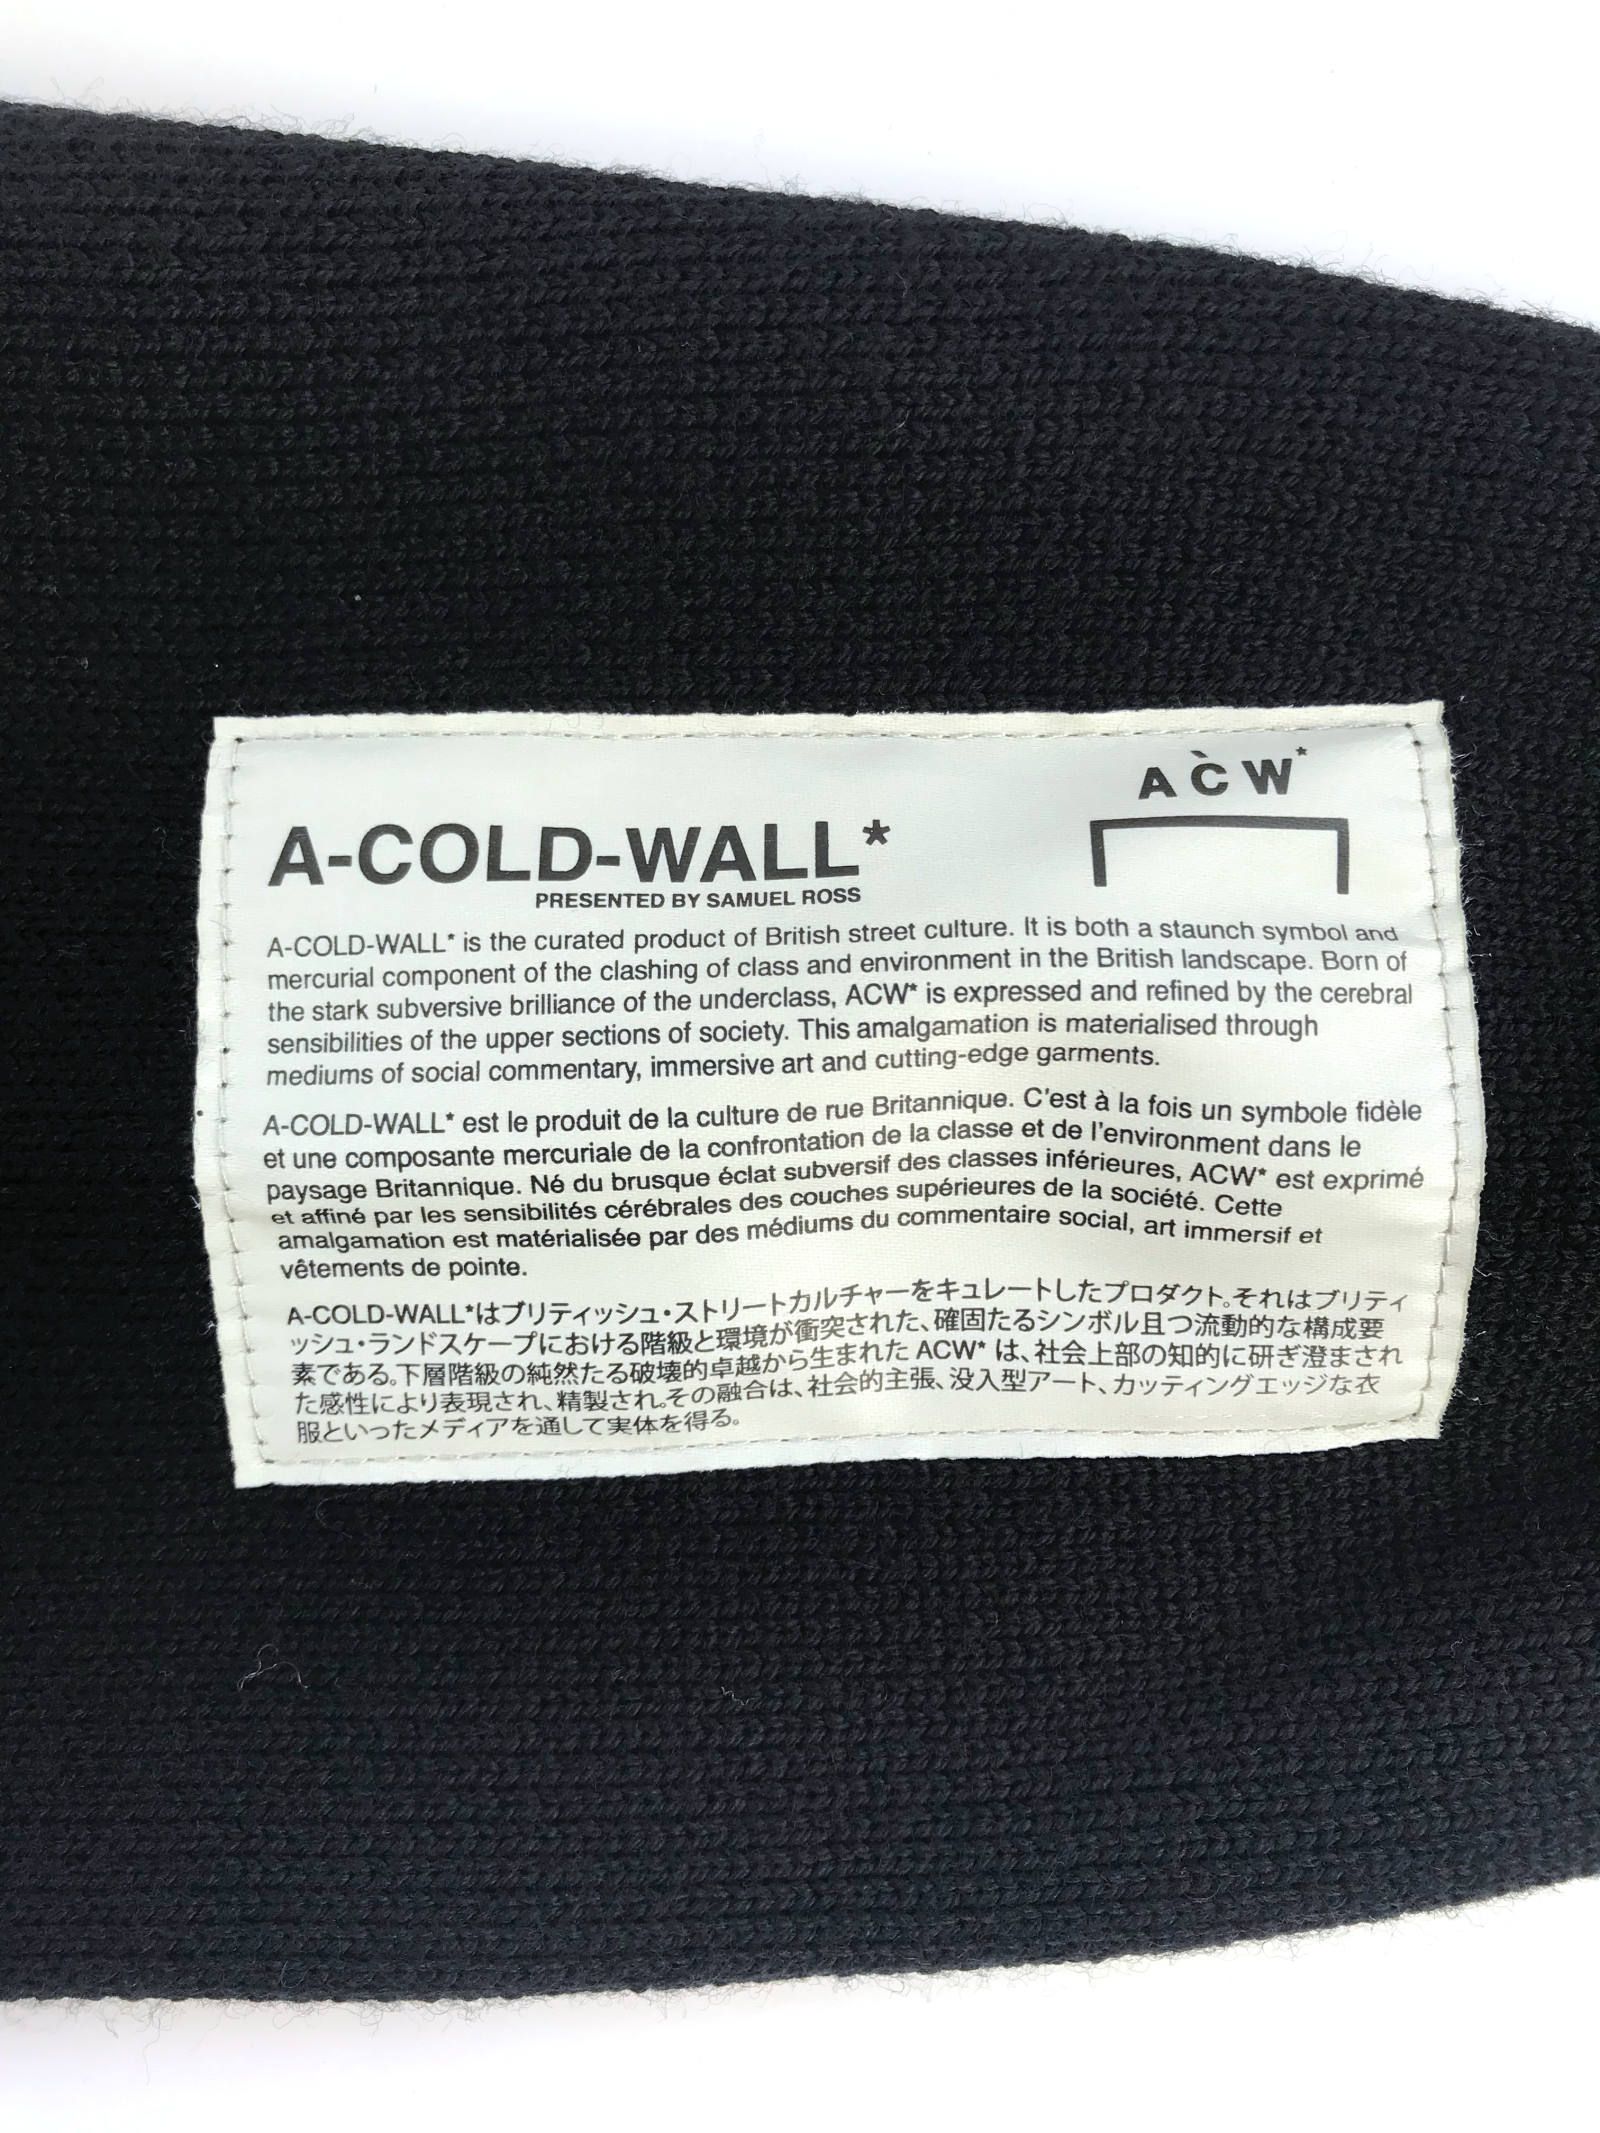 ACW*
A-COLD-WALL*
PRESENTED BY SAMUEL ROSS
A-COLD-WALL* is the curated product of British street culture. It is both a staunch symbol and
mercurial component of the clashing of class and environment in the British landscape. Born of
the stark subversive brilliance of the underclass, ACW* is expressed and refined by the cerebral
sensibilities of the upper sections of society. This amalgamation is materialised through
mediums of social commentary, immersive art and cutting-edge garments.
A-COLD-WALL* est le produit de la culture de rue Britannique. C'est à la fois un symbole fidèle
et une composante mercuriale de la confrontation de la classe et de l'environment dans le
paysage Britannique. Né du brusque éclat subversif des classes inférieures, ACW* est exprimé
et affiné par les sensibilités cérébrales des couches supérieures de la société. Cette
amalgamation est matérialisée par des médiums du commentaire social, art immersif et
vêtements de pointe.
A-COLD-WALL*はブリティッシュ・ストリートカルチャーをキュレートしたプロダクト。それはブリティ
ッシュ・ランドスケープにおける階級と環境が衝突された、確固たるシンボル且つ流動的な構成要
素である。下層階級の純然たる破壊的卓越から生まれた ACW* は、社会上部の知的に研ぎ澄まされ
た感性により表現され、精製され。その融合は、社会的主張、没入型アート、カッティングエッジな衣
服といったメディアを通して実体を得る。